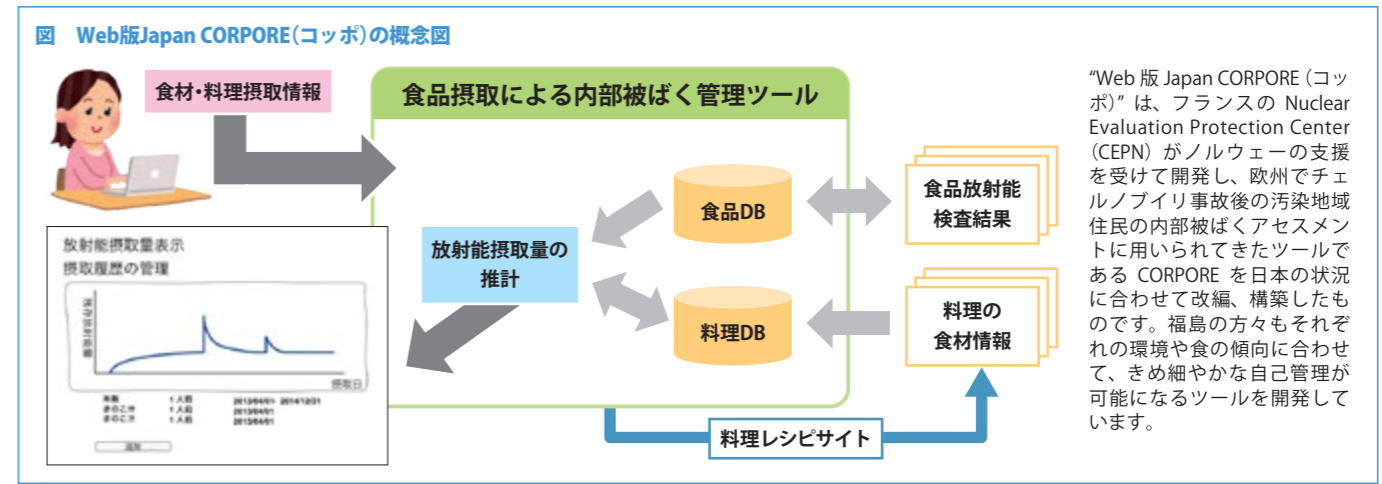 図 Web版Japan CORPORE（コッポ）の概念図
食材・料理摂取情報
食品摂取による内部被ばく管理ツール
食品DB
食品放射能
検査結果
放射能摂取量の
推計
料理DB
料理の
食材情報
料理レシピサイト
放射能摂取量表示
摂取履歴の管理
摂取日
きのこ汁 1人前 2013/04/01
追加
“Web 版 Japan CORPORE（コッ
ポ）” は、フランスの Nuclear
Evaluation Protection Center
（CEPN）がノルウェーの支援
を受けて開発し、欧州でチェ
ルノブイリ事故後の汚染地域
住民の内部被ばくアセスメン
トに用いられてきたツールで
ある CORPORE を日本の状況
に合わせて改編、構築したも
のです。福島の方々もそれぞ
れの環境や食の傾向に合わせ
て、きめ細やかな自己管理が
可能になるツールを開発して
います。